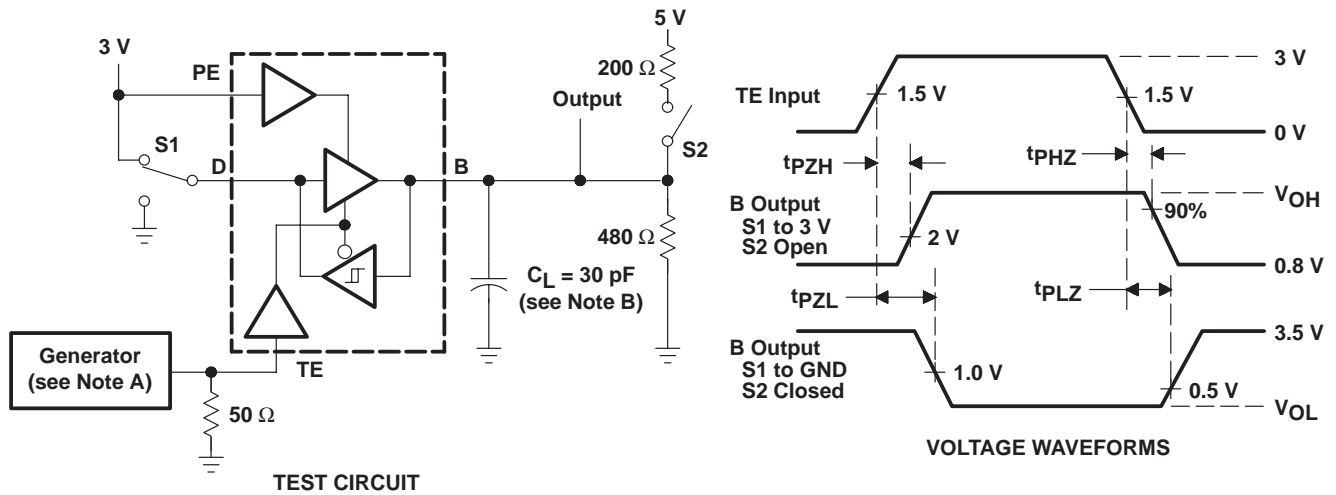 5 V
3 V
PE
200 Ω
Output
S1
D
B
S2
480 Ω
CL = 30 pF
(see Note B)
Generator
(see Note A)
TE
50 Ω
TEST CIRCUIT
3 V
TE Input
1.5 V
1.5 V
0 V
tPZH
tPHZ
VOH
B Output
S1 to 3 V
S2 Open
90%
2 V
0.8 V
tPZL
tPLZ
3.5 V
B Output
S1 to GND
S2 Closed
1.0 V
0.5 V
VOL
VOLTAGE WAVEFORMS